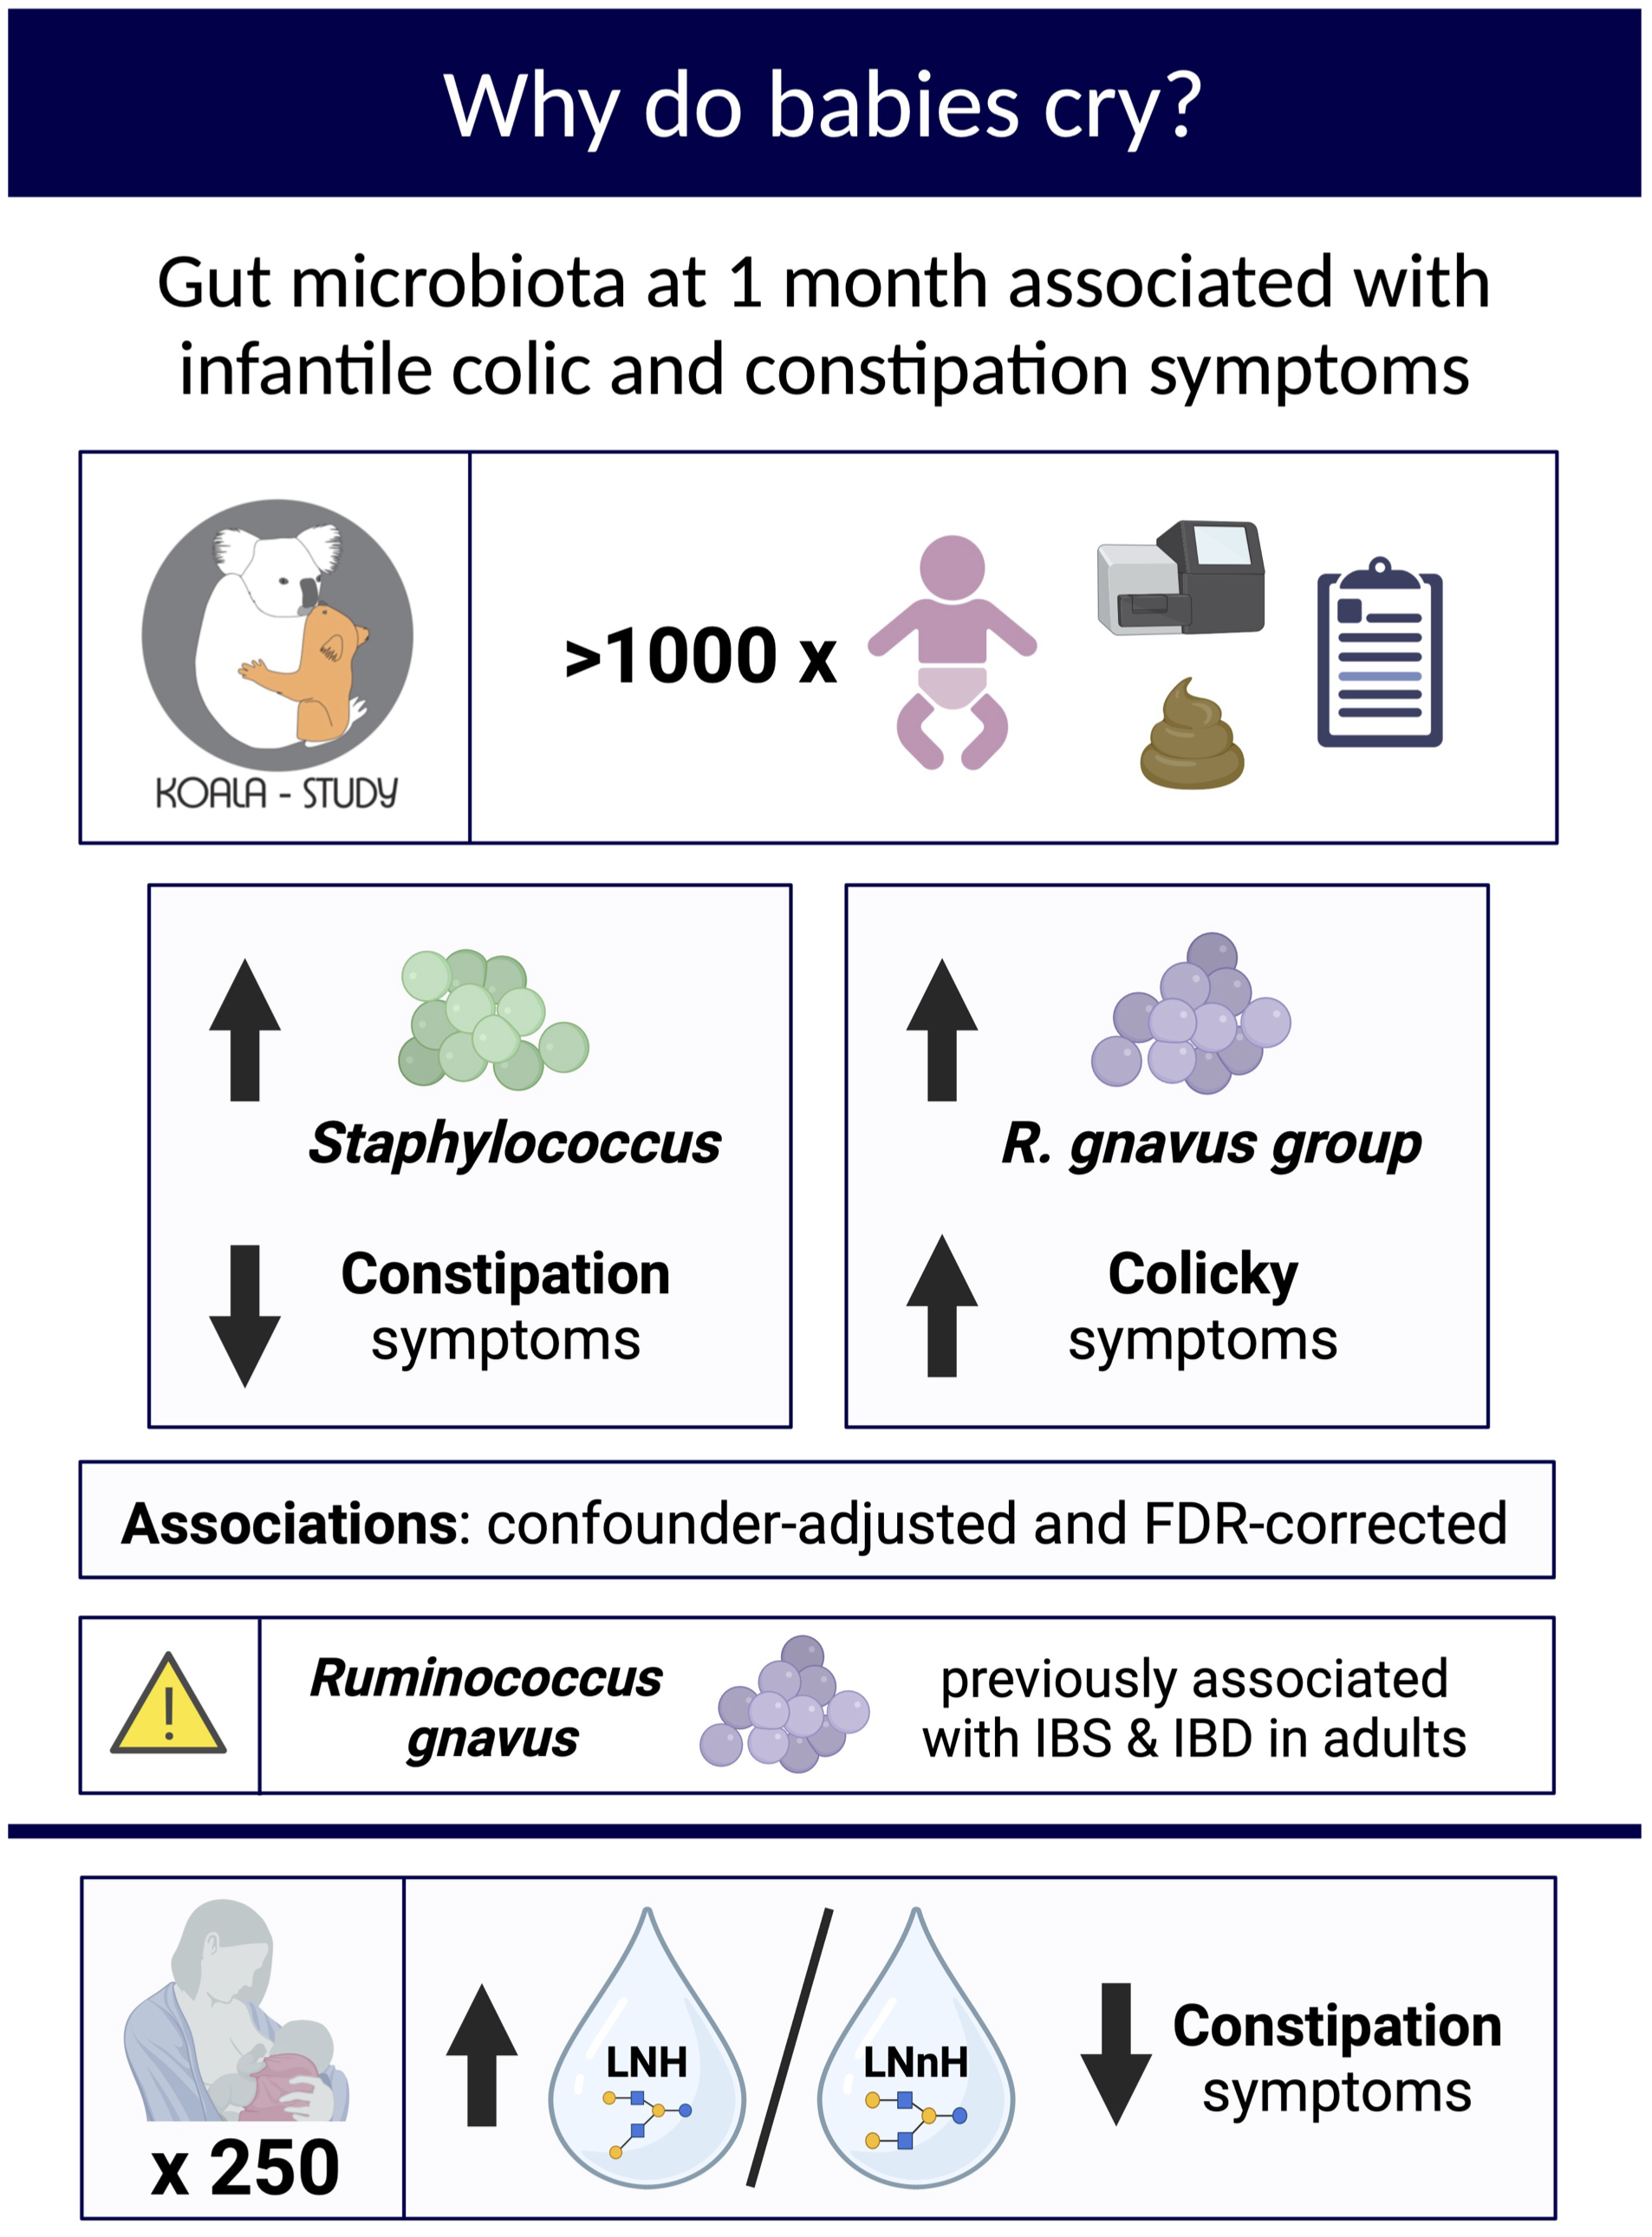 Why do babies cry?
Gut microbiota at 1 month associated with
infantile colic and constipation symptoms
KOALA - STUDY
>1000 x
Staphylococcus
Constipation
symptoms
R. gnavus group
Colicky
symptoms
Associations: confounder-adjusted and FDR-corrected
!
Ruminococcus
gnavus
previously associated
with IBS & IBD in adults
x 250
LNH
LNnH
Constipation
symptoms